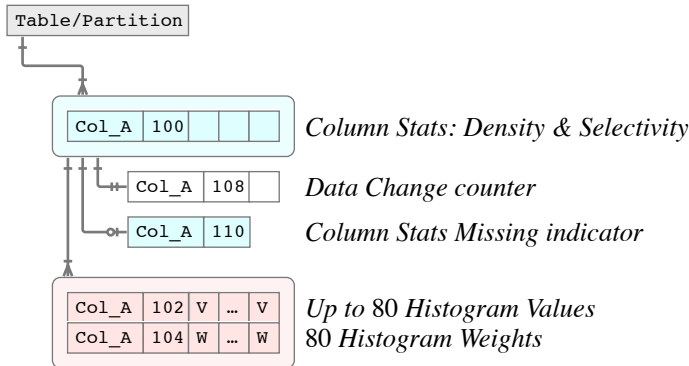 Table/Partition
Col_A 100 Column Stats: Density & Selectivity
Col_A 108 Data Change counter
Col_A 110 Column Stats Missing indicator
Col_A 102 V … V Up to 80 Histogram Values
Col_A 104 W … W 80 Histogram Weights